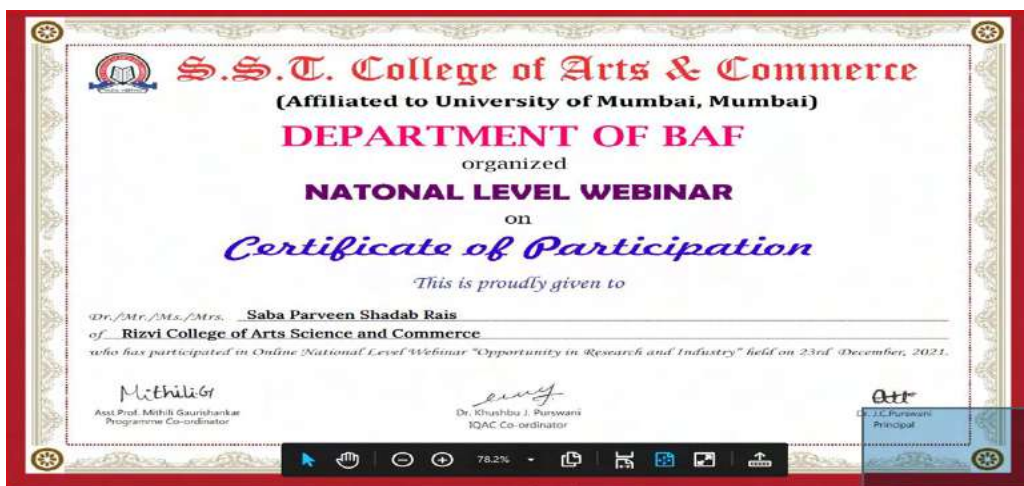 S.S.T. College of Arts & Commerce
(Affiliated to University of Mumbai, Mumbai)
DEPARTMENT OF BAF
organized
NATONAL LEVEL WEBINAR
on
Certificate of Participation
This is proudly given to
Dr./Mr./Ms./Mrs. Saba Parveen Shadab Rais
of Rizvi College of Arts Science and Commerce
who has participated in Online National Level Webinar "Opportunity in Research and Industry" held on 23rd December, 2021.
Mithili.G
Asst.Prof. Mithili Gaurishankar
Programme Co-ordinator
Dr. Khushbu J. Purswani
IQAC Co-ordinator
Dr. J.C.Purswani
Principal
78.2%